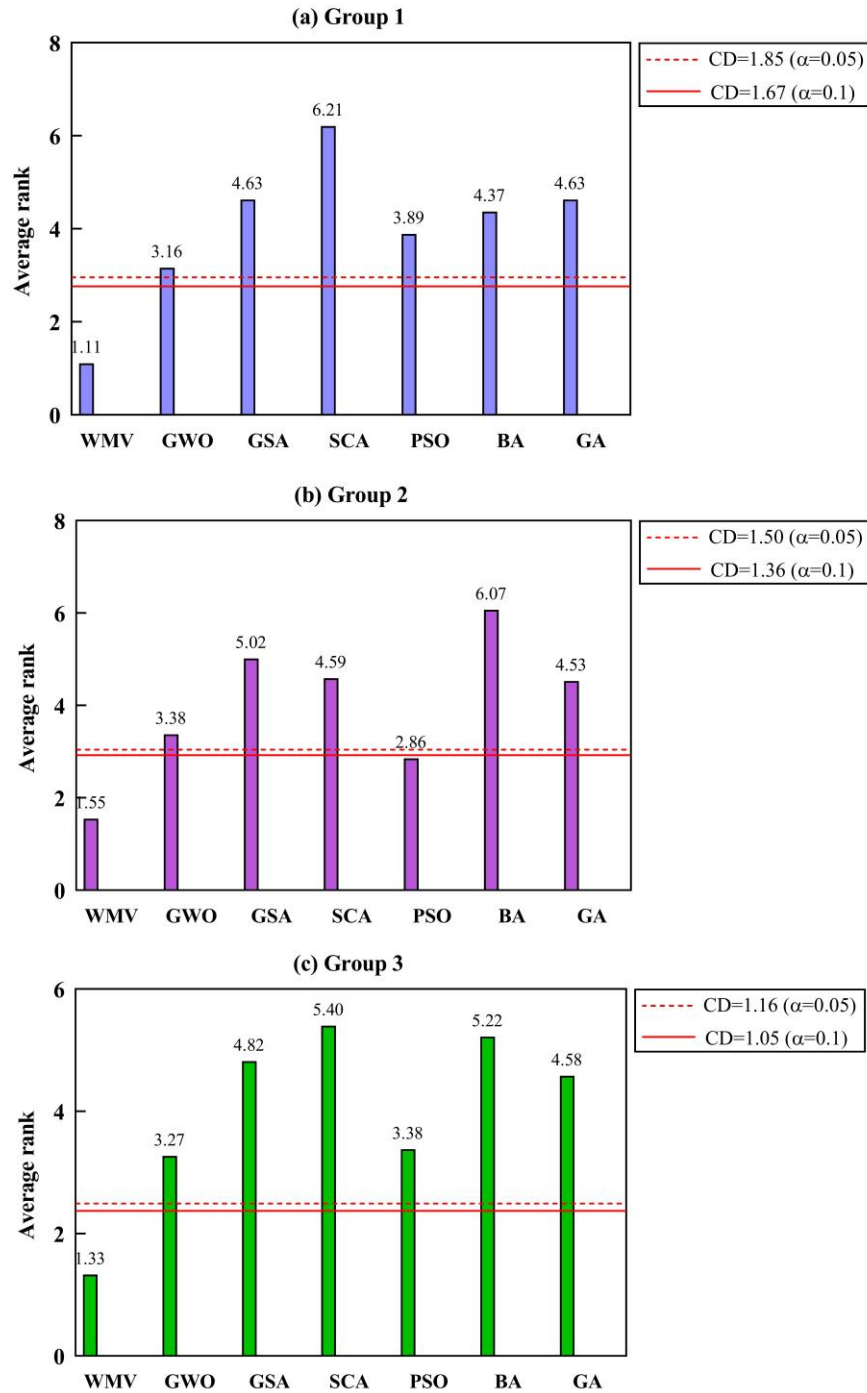 (a) Group 1
8
CD=1.85 (α=0.05)
CD=1.67 (α=0.1)
6.21
6
4.63
4.37
4.63
3.89
4
3.16
2
1.11
0
Average rank
WMV GWO GSA SCA PSO BA GA
(b) Group 2
8
CD=1.50 (α=0.05)
CD=1.36 (α=0.1)
6.07
6
5.02
4.59
4.53
4
3.38
2.86
2
1.55
0
Average rank
WMV GWO GSA SCA PSO BA GA
(c) Group 3
6
CD=1.16 (α=0.05)
CD=1.05 (α=0.1)
5.40
5.22
4.82
4.58
4
3.27
3.38
2
1.33
0
Average rank
WMV GWO GSA SCA PSO BA GA